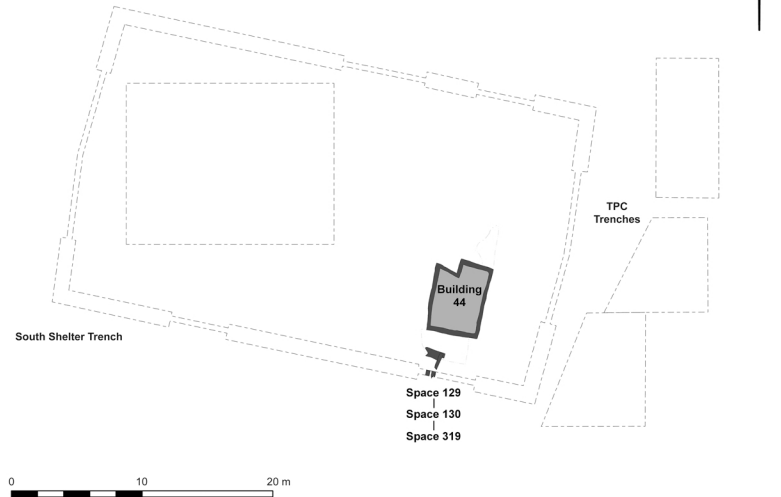 TPC
Trenches
Building
44
South Shelter Trench
Space 129
Space 130
Space 319
0 10 20 m